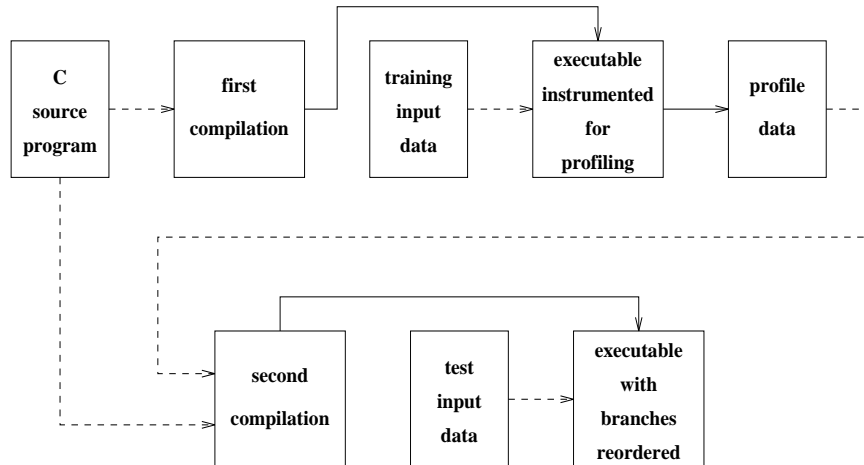 C
source
program
first
compilation
training
input
data
executable
instrumented
for
profiling
profile
data
second
compilation
test
input
data
executable
with
branches
reordered